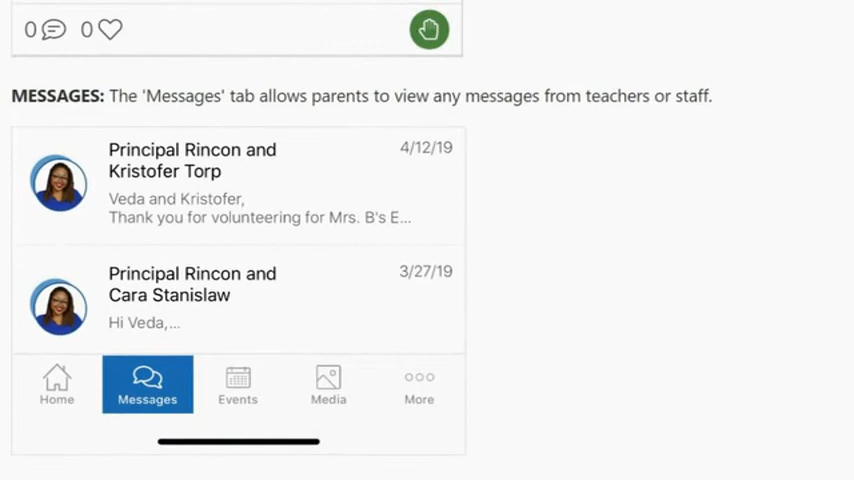 0 0
MESSAGES: The 'Messages' tab allows parents to view any messages from teachers or staff.
Principal Rincon and 4/12/19
Kristofer Torp
Veda and Kristofer,
Thank you for volunteering for Mrs. B's E...
Principal Rincon and 3/27/19
Cara Stanislaw
Hi Veda,...
Home Messages Events Media More